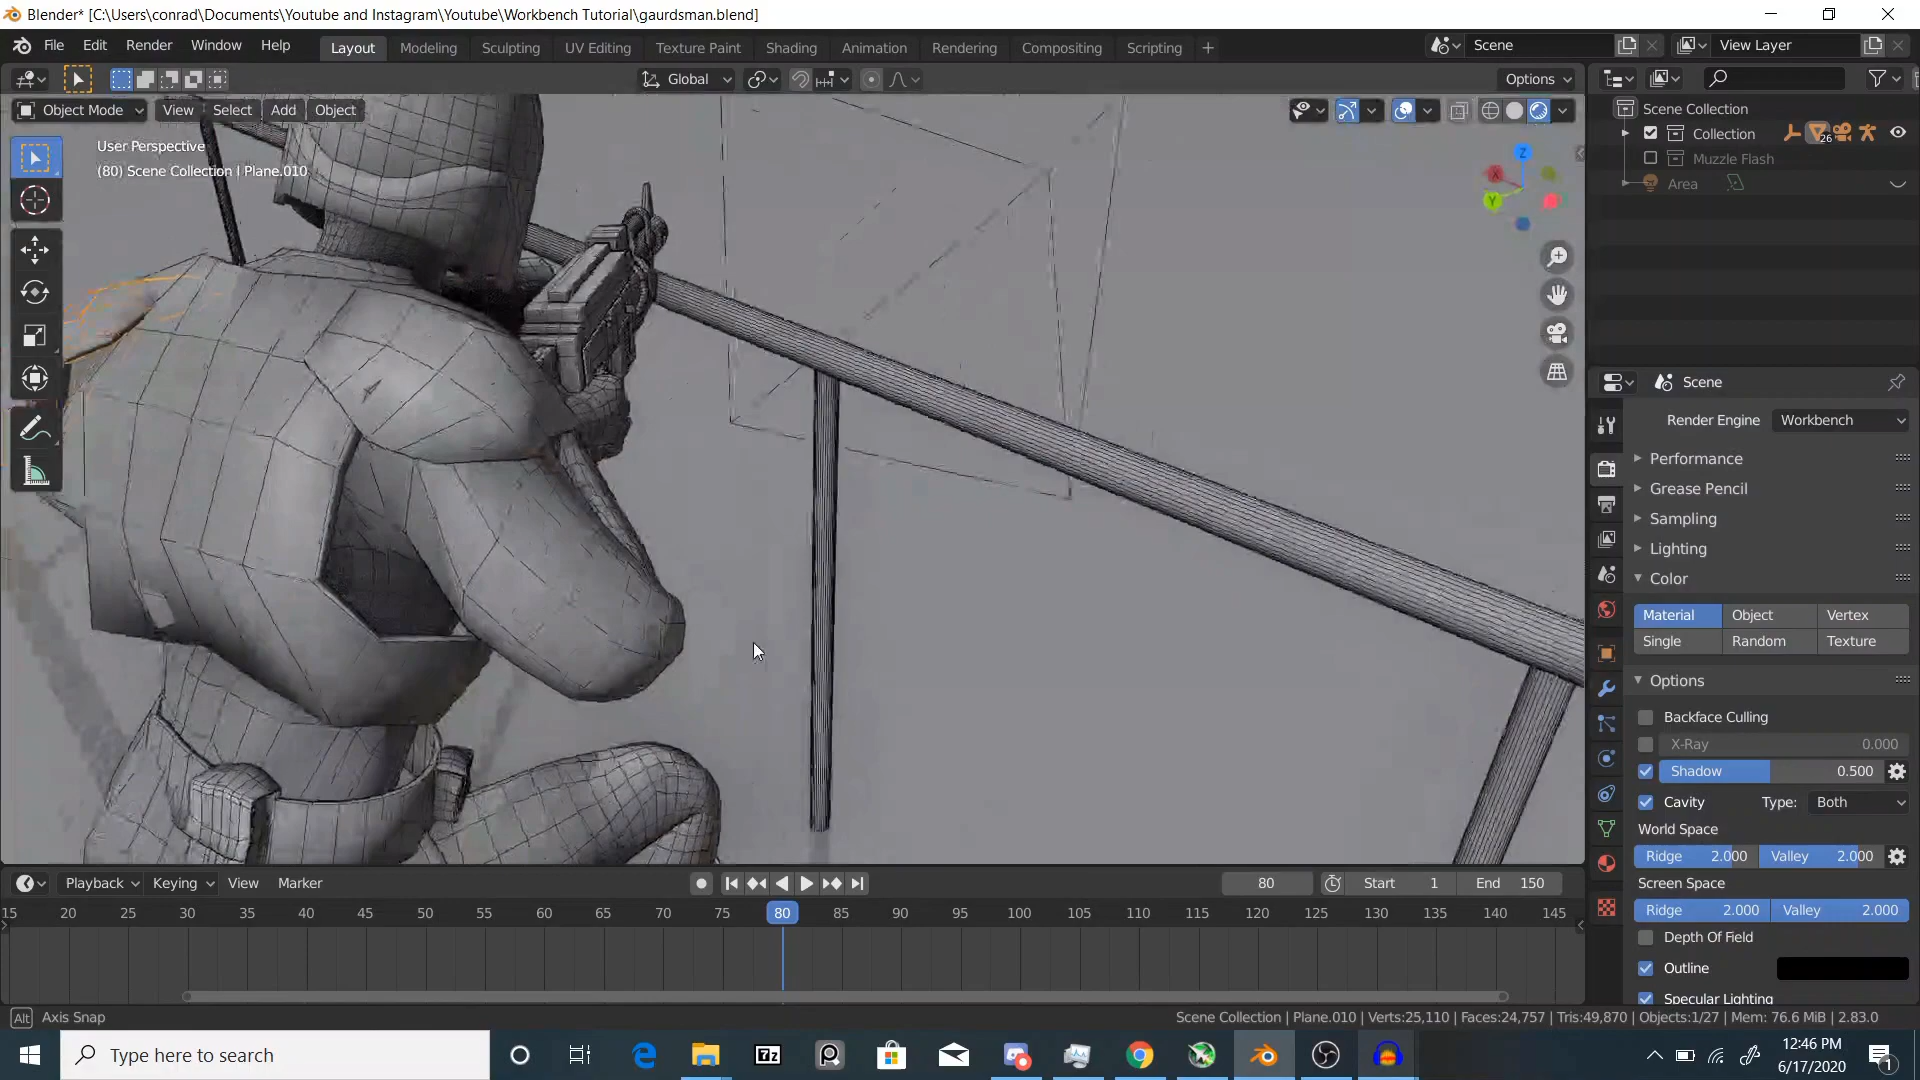 Blender* [C:\Users\conrad\Documents\Youtube and Instagram\Youtube\Workbench Tutorial\gaurdsman.blend]
File Edit Render Window Help Layout Modeling Sculpting UV Editing Texture Paint Shading Animation Rendering Compositing Scripting + Scene View Layer
Global Options
Object Mode View Select Add Object
User Perspective
(80) Scene Collection | Plane.010
Z
X
Y
Scene Collection
Collection 26
Muzzle Flash
Area
Scene
Render Engine Workbench
Performance
Grease Pencil
Sampling
Lighting
Color
Material Object Vertex
Single Random Texture
Options
Backface Culling
X-Ray 0.000
Shadow 0.500
Cavity Type: Both
World Space
Ridge 2.000 Valley 2.000
Screen Space
Ridge 2.000 Valley 2.000
Depth Of Field
Outline
Specular Lighting
Playback Keying View Marker 80 Start 1 End 150
15 20 25 30 35 40 45 50 55 60 65 70 75 80 85 90 95 100 105 110 115 120 125 130 135 140 145
Alt Axis Snap
Scene Collection | Plane.010 | Verts:25,110 | Faces:24,757 | Tris:49,870 | Objects:1/27 | Mem: 76.6 MiB | 2.83.0
Type here to search
7z
12:46 PM
6/17/2020
1